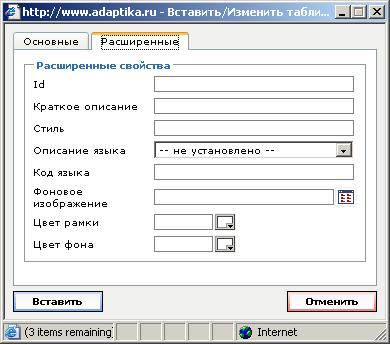 http://www.adaptika.ru - Вставить/Изменить табли...
Основные
Расширенные
Расширенные свойства
Id
Краткое описание
Стиль
Описание языка
-- не установлено --
Код языка
Фоновое
изображение
Цвет рамки
Цвет фона
Вставить
Отменить
(3 items remaining
Internet